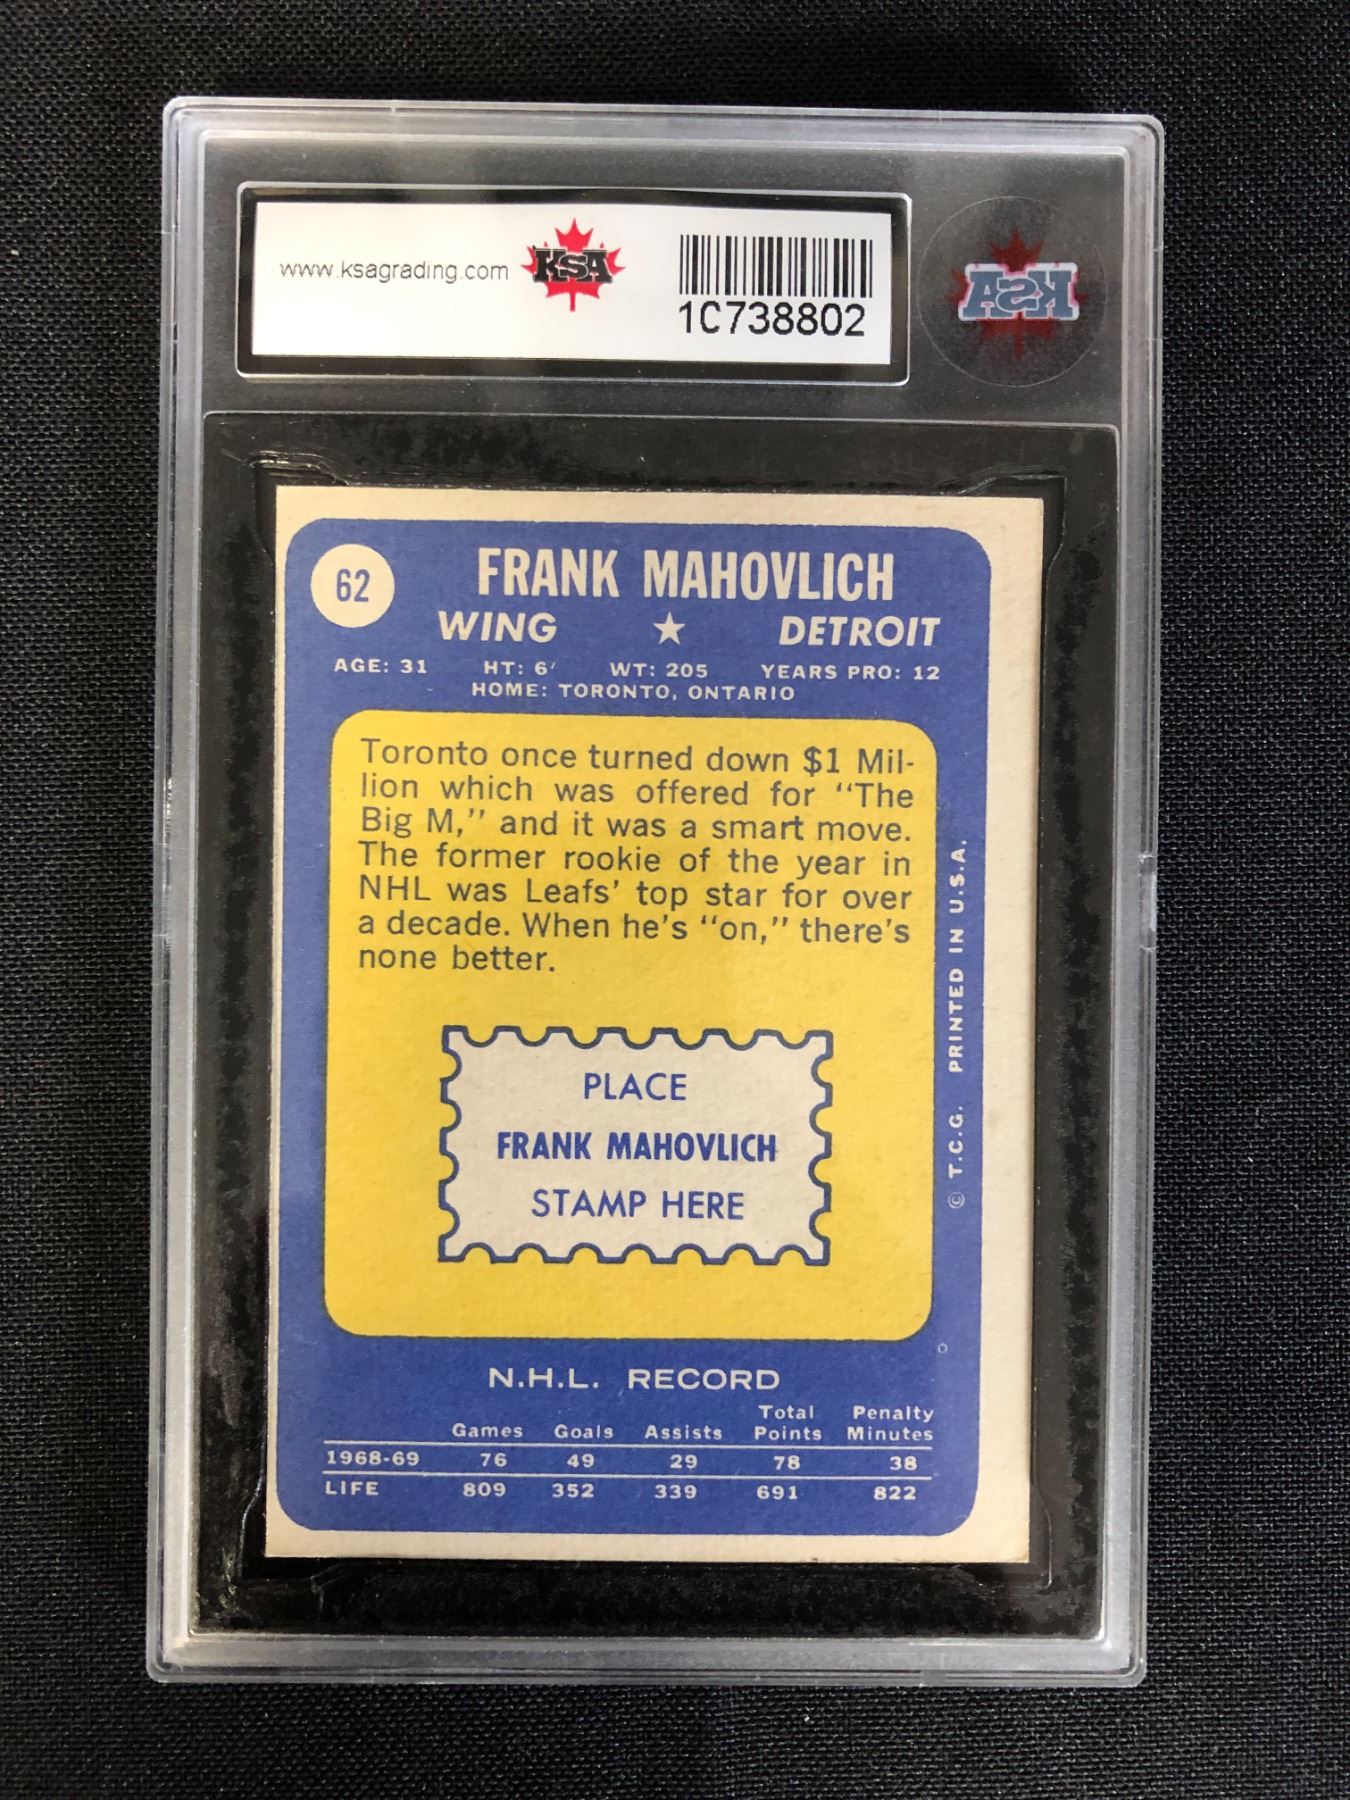 www.ksagrading.com
KSA
1C738802
KSA
62
FRANK MAHOVLICH
WING ★ DETROIT
AGE: 31 HT: 6' WT: 205 YEARS PRO: 12
HOME: TORONTO, ONTARIO
Toronto once turned down $1 Mil-
lion which was offered for "The
Big M," and it was a smart move.
The former rookie of the year in
NHL was Leafs' top star for over
a decade. When he's "on," there's
none better.
PLACE
FRANK MAHOVLICH
STAMP HERE
© T.C.G. PRINTED IN U.S.A.
N.H.L. RECORD
Games Goals Assists Total Points Penalty Minutes
1968-69 76 49 29 78 38
LIFE 809 352 339 691 822